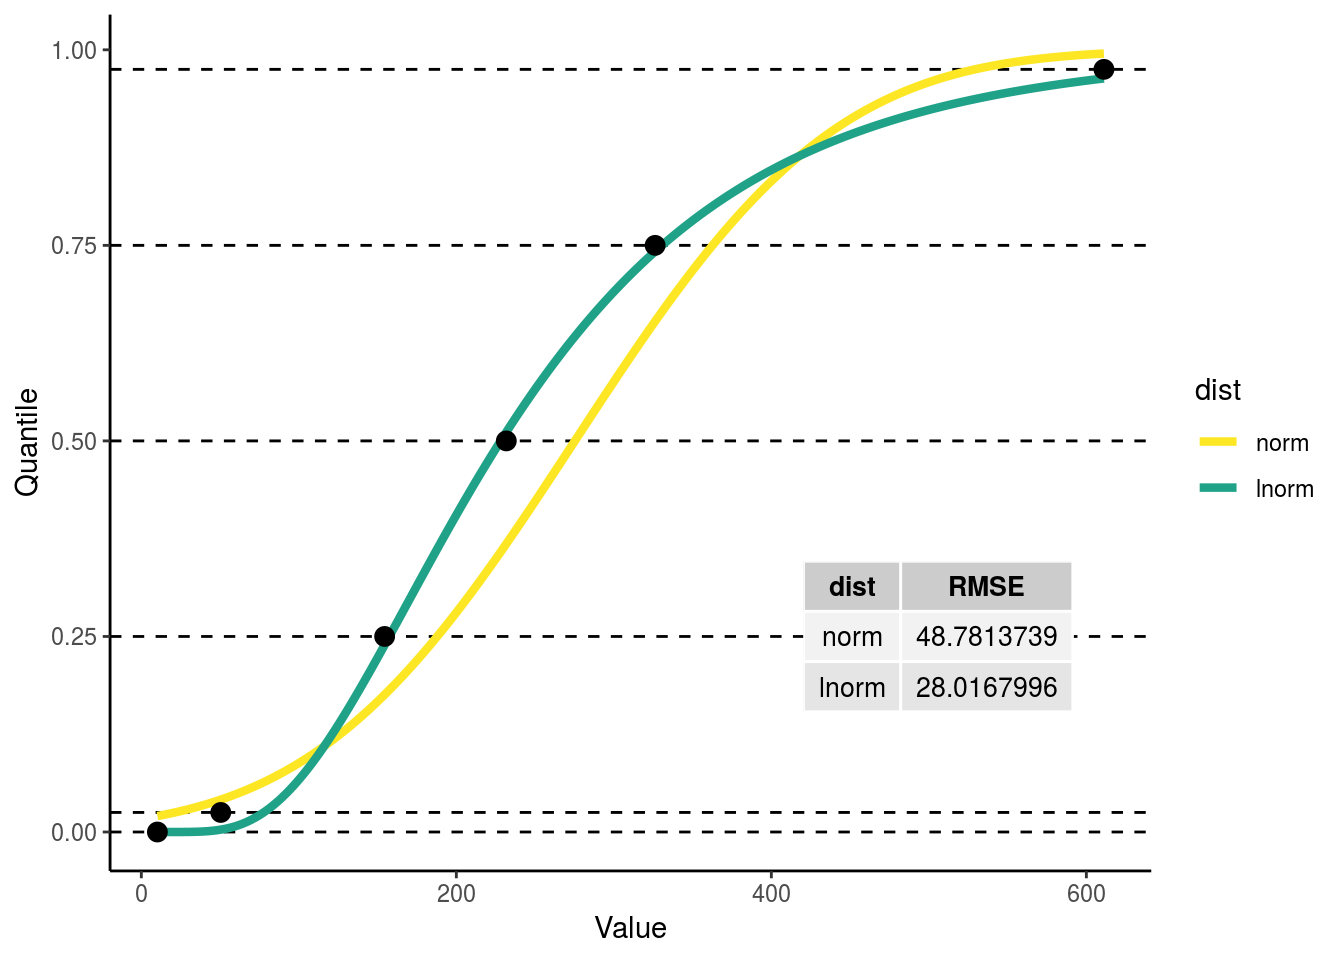 1.00
0.75
0.50
0.25
0.00
Quantile
0
200
400
600
Value
dist
norm
lnorm
dist RMSE
norm 48.7813739
lnorm 28.0167996